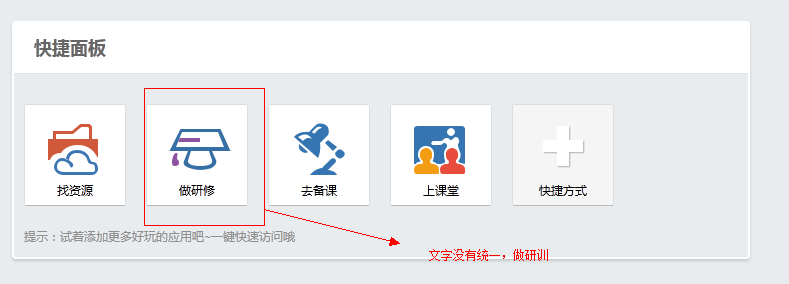 快捷面板
找资源
做研修
去备课
上课堂
快捷方式
提示：试着添加更多好玩的应用吧~一键快速访问哦
文字没有统一，做研训